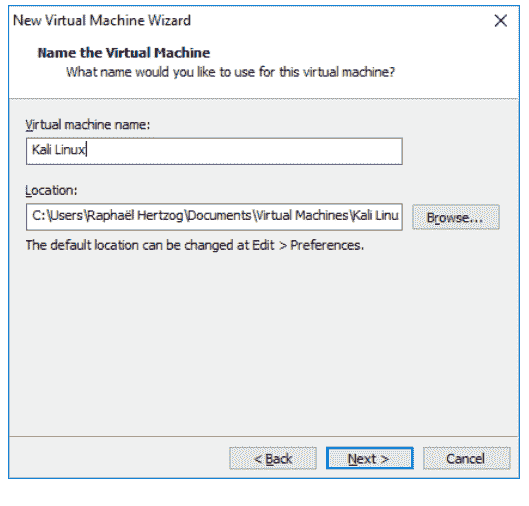 New Virtual Machine Wizard
Name the Virtual Machine
What name would you like to use for this virtual machine?
Virtual machine name:
Kali Linux
Location:
C:\Users\Raphaël Hertzog\Documents\Virtual Machines\Kali Linu
Browse...
The default location can be changed at Edit > Preferences.
< Back Next > Cancel